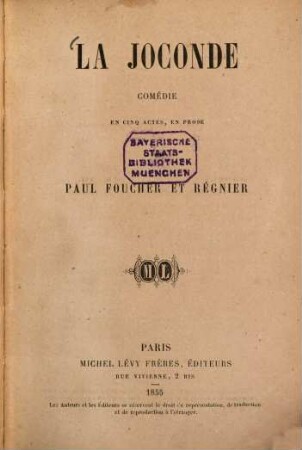 LA JOCONDE
COMÉDIE
EN CINQ ACTES, EN PROSE
BAYERISCHE
STAATS-
BIBLIOTHEK
MUENCHEN
PAUL FOUCHER ET RÉGNIER
ML
PARIS
MICHEL LÉVY FRÈRES, ÉDITEURS
RUE VIVIENNE, 2 BIS
1855
Les Auteurs et les Éditeurs se réservent le droit de représentation, de traduction
et de reproduction à l'étranger.